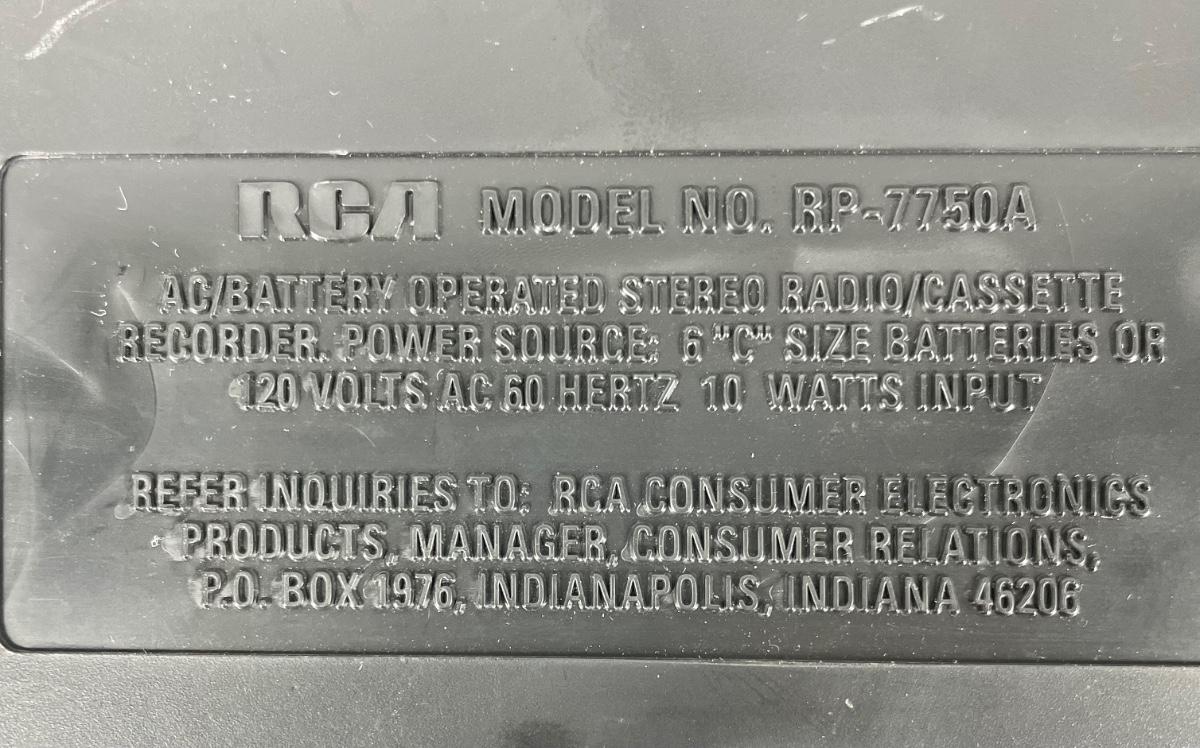 RCA MODEL NO. RP-7750A
AC/BATTERY OPERATED STEREO RADIO/CASSETTE
RECORDER. POWER SOURCE: 6 "C" SIZE BATTERIES OR
120 VOLTS AC 60 HERTZ 10 WATTS INPUT
REFER INQUIRIES TO: RCA CONSUMER ELECTRONICS
PRODUCTS, MANAGER, CONSUMER RELATIONS,
P.O. BOX 1976, INDIANAPOLIS, INDIANA 46206